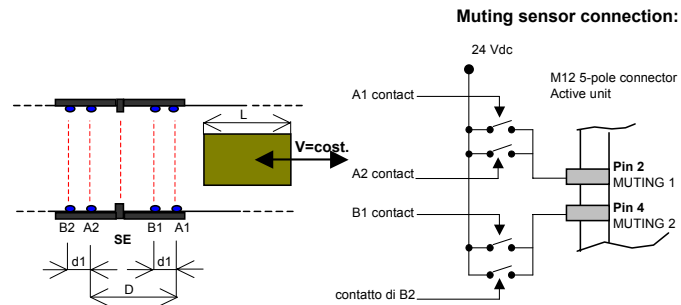 Muting sensor connection:
24 Vdc
M12 5-pole connector
Active unit
A1 contact
L
V=cost.
A2 contact
Pin 2
MUTING 1
B1 contact
Pin 4
MUTING 2
B2 A2 B1 A1
SE
d1 d1
D
contatto di B2